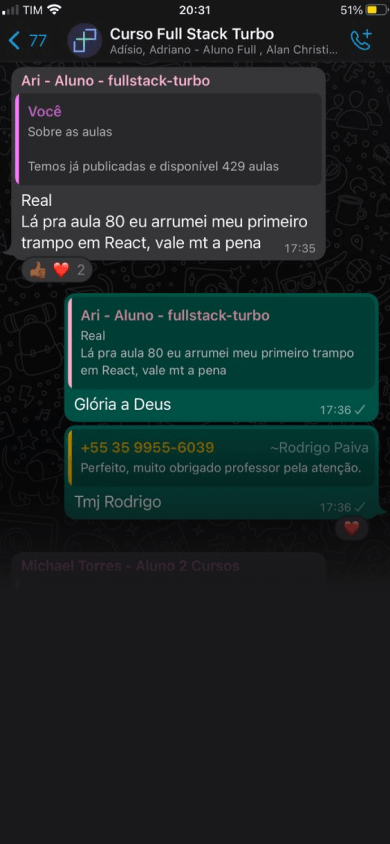 TIM 20:31 51%
77 Curso Full Stack Turbo
Adísio, Adriano - Aluno Full , Alan Christi...
Ari - Aluno - fullstack-turbo
Você
Sobre as aulas
Temos já publicadas e disponível 429 aulas
Real
Lá pra aula 80 eu arrumei meu primeiro
trampo em React, vale mt a pena 17:35
👍🏾 ❤️ 2
Ari - Aluno - fullstack-turbo
Real
Lá pra aula 80 eu arrumei meu primeiro trampo
em React, vale mt a pena
Glória a Deus 17:36
+55 35 9955-6039 ~Rodrigo Paiva
Perfeito, muito obrigado professor pela atenção.
Tmj Rodrigo 17:36
❤️
Michael Torres - Aluno 2 Cursos